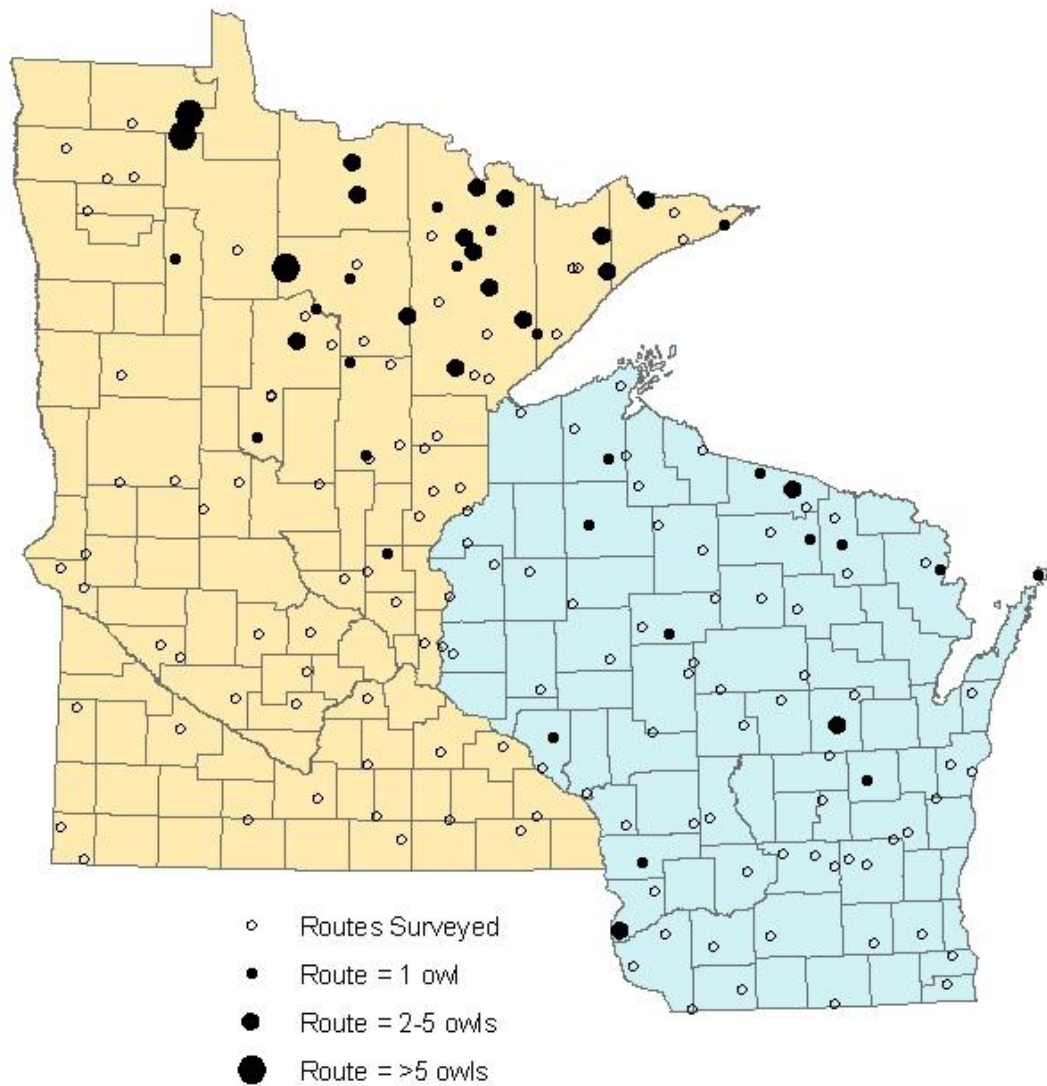 Routes Surveyed
Route = 1 owl
Route = 2-5 owls
Route = >5 owls